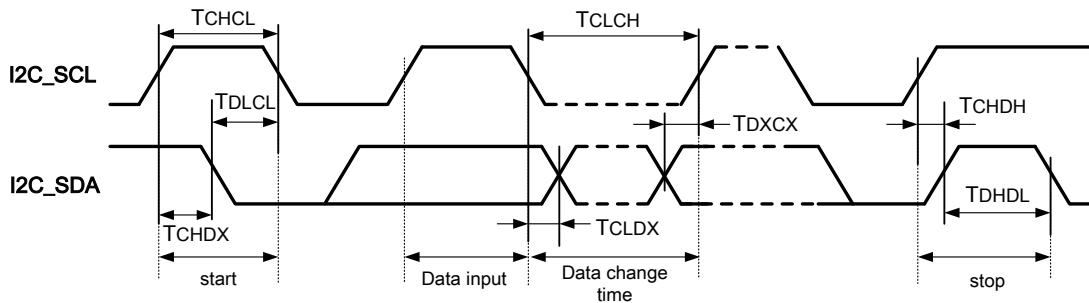 TCHCL
TCLCH
I2C_SCL
TDLCL
TCHDH
TDXCX
I2C_SDA
TDHDL
TCHDX
TCLDX
start
Data input
Data change
time
stop